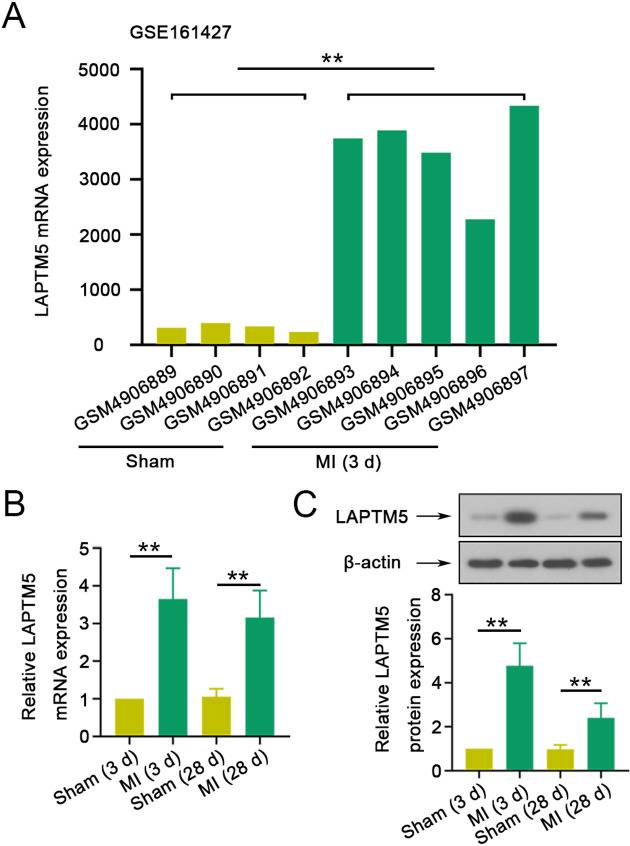 A
GSE161427
**
LAPTM5 mRNA expression
5000
4000
3000
2000
1000
0
GSM4906889
GSM4906890
GSM4906891
GSM4906892
GSM4906893
GSM4906894
GSM4906895
GSM4906896
GSM4906897
Sham
MI (3 d)
B
Relative LAPTM5
mRNA expression
5
4
3
2
1
0
**
**
Sham (3 d)
MI (3 d)
Sham (28 d)
MI (28 d)
C
LAPTM5
β-actin
Relative LAPTM5
protein expression
8
6
4
2
0
**
**
Sham (3 d)
MI (3 d)
Sham (28 d)
MI (28 d)